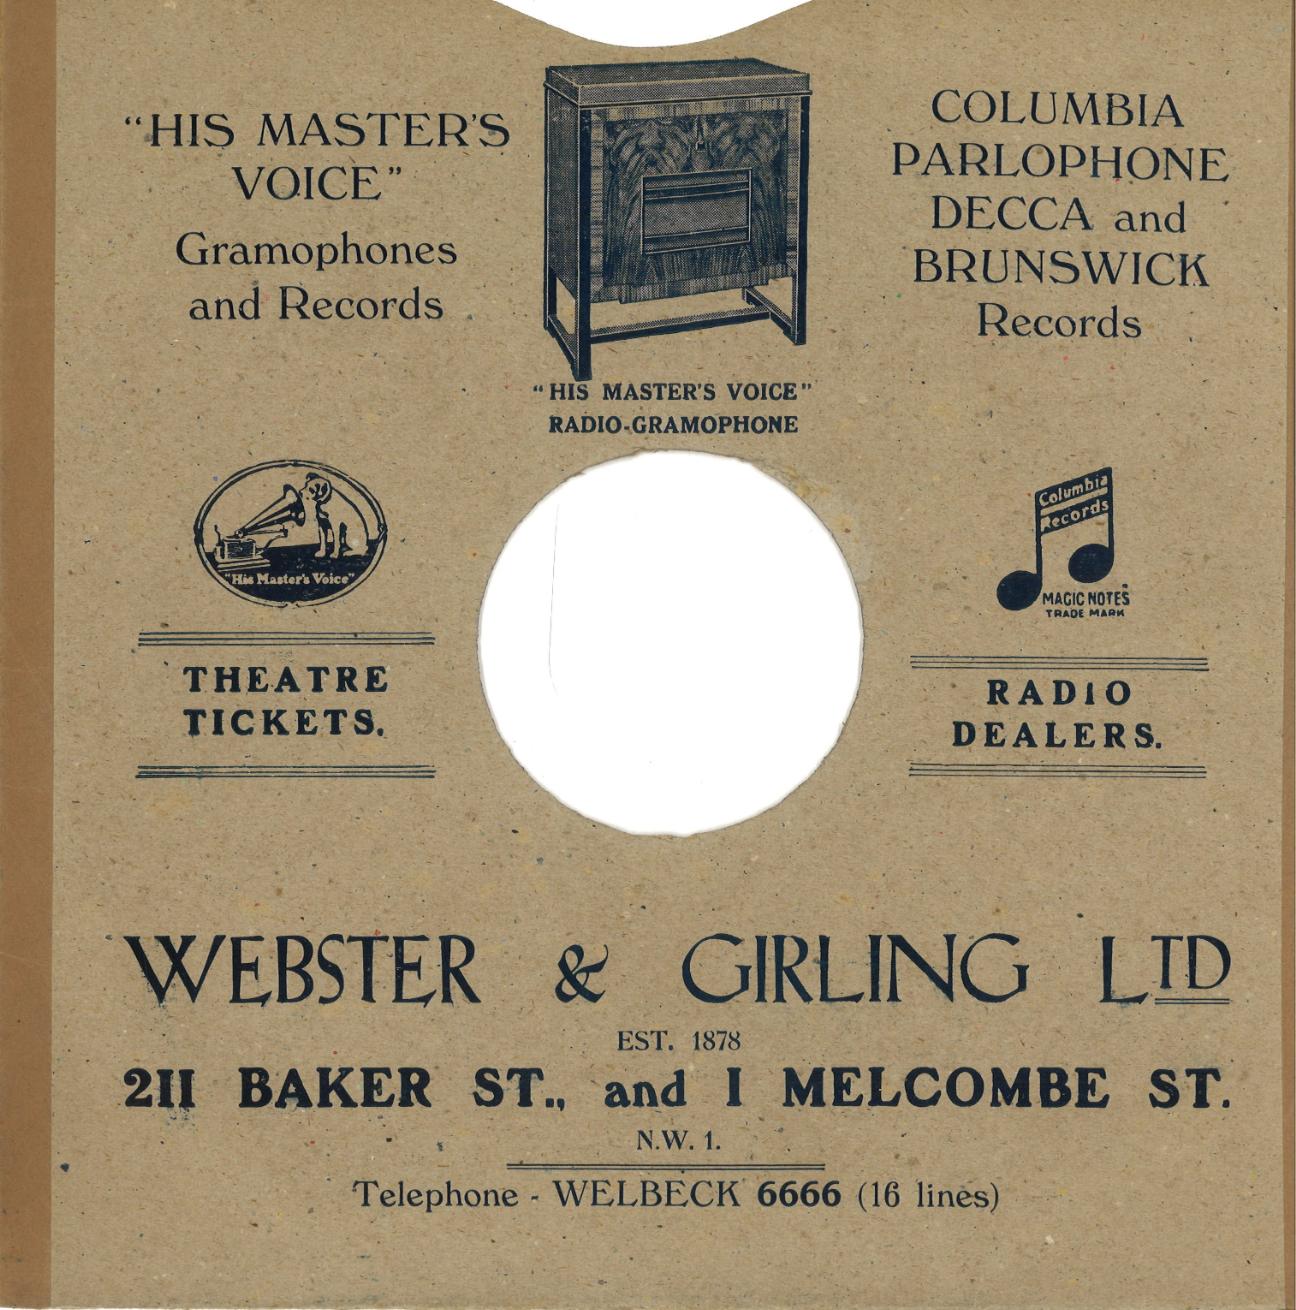 "HIS MASTER'S
VOICE"
Gramophones
and Records
COLUMBIA
PARLOPHONE
DECCA and
BRUNSWICK
Records
"HIS MASTER'S VOICE"
RADIO-GRAMOPHONE
"His Master's Voice"
Columbia
Records
MAGIC NOTES
TRADE MARK
THEATRE
TICKETS.
RADIO
DEALERS.
WEBSTER & GIRLING LTD
EST. 1878
211 BAKER ST., and 1 MELCOMBE ST.
N.W. 1.
Telephone - WELBECK 6666 (16 lines)